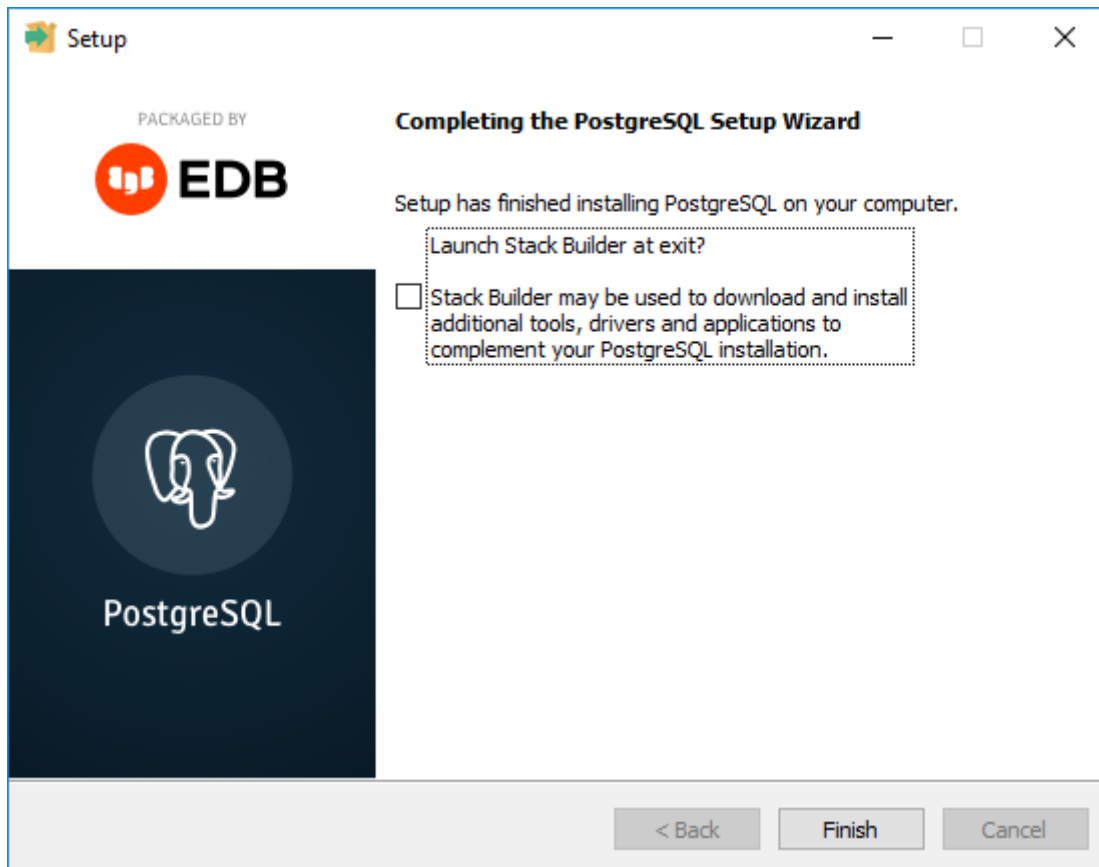 Setup
PACKAGED BY
EDB
Completing the PostgreSQL Setup Wizard
Setup has finished installing PostgreSQL on your computer.
Launch Stack Builder at exit?
Stack Builder may be used to download and install
additional tools, drivers and applications to
complement your PostgreSQL installation.
PostgreSQL
< Back
Finish
Cancel